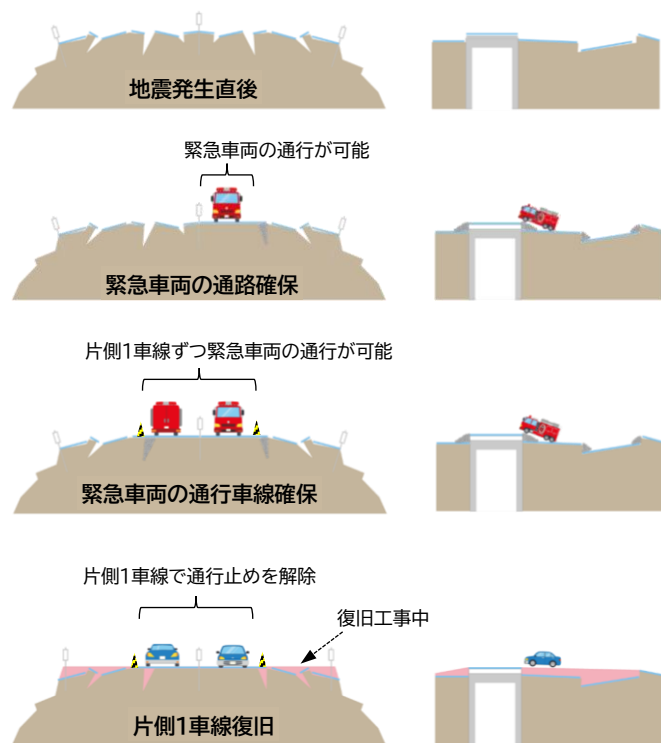 地震発生直後
緊急車両の通行が可能
緊急車両の通路確保
片側1車線ずつ緊急車両の通行が可能
緊急車両の通行車線確保
片側1車線で通行止めを解除
復旧工事中
片側1車線復旧